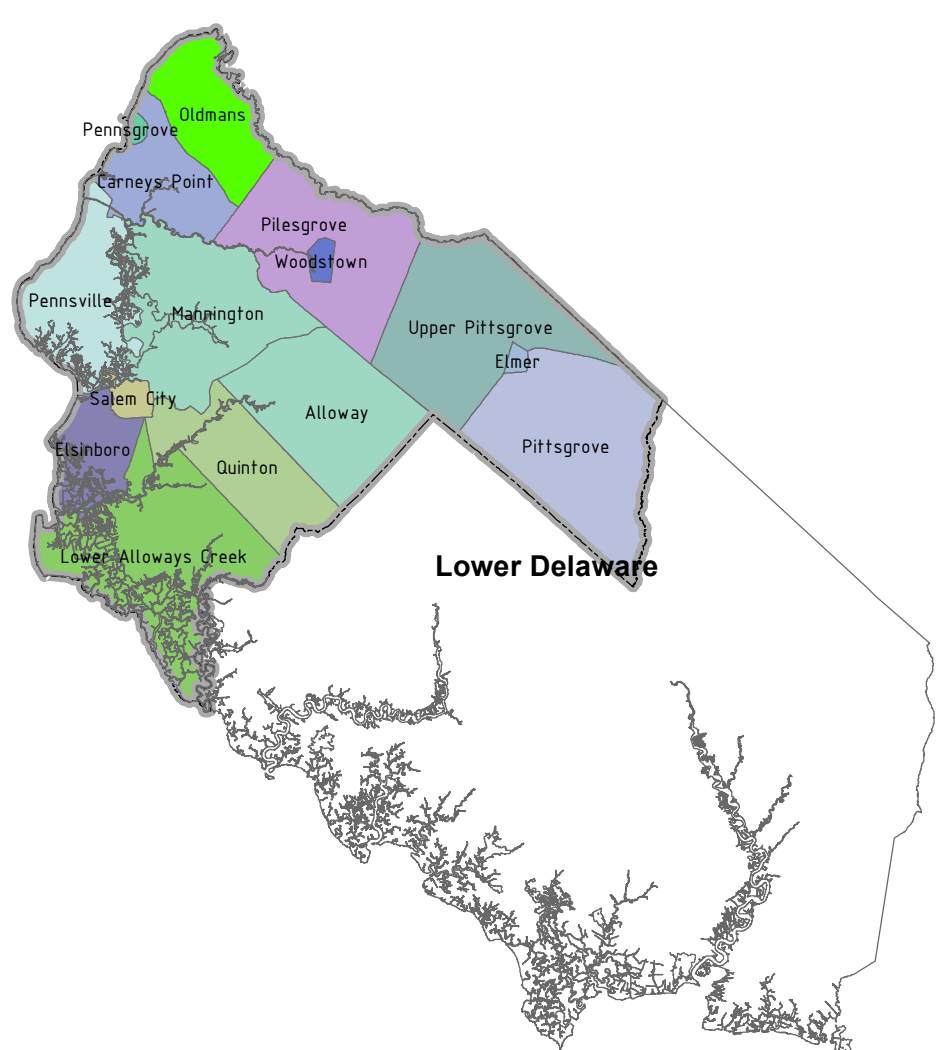 Oldmans
Pennsgrove
Carneys Point
Pilesgrove
Woodstown
Pennsville
Mannington
Upper Pittsgrove
Elmer
Salem City
Alloway
Elsinboro
Pittsgrove
Quinton
Lower Alloways Creek
Lower Delaware